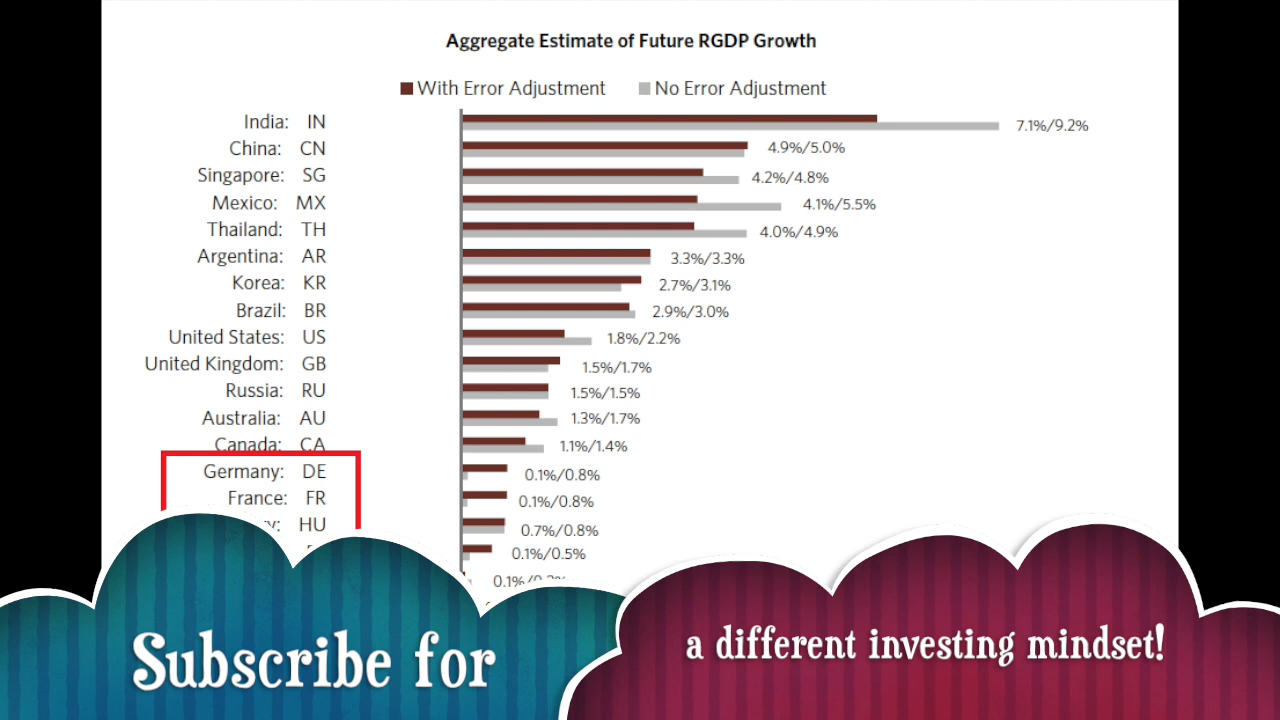 Aggregate Estimate of Future RGDP Growth
With Error Adjustment No Error Adjustment
India: IN 7.1%/9.2%
China: CN 4.9%/5.0%
Singapore: SG 4.2%/4.8%
Mexico: MX 4.1%/5.5%
Thailand: TH 4.0%/4.9%
Argentina: AR 3.3%/3.3%
Korea: KR 2.7%/3.1%
Brazil: BR 2.9%/3.0%
United States: US 1.8%/2.2%
United Kingdom: GB 1.5%/1.7%
Russia: RU 1.5%/1.5%
Australia: AU 1.3%/1.7%
Canada: CA 1.1%/1.4%
Germany: DE 0.1%/0.8%
France: FR 0.1%/0.8%
HU 0.7%/0.8%
0.1%/0.5%
Subscribe for
a different investing mindset!